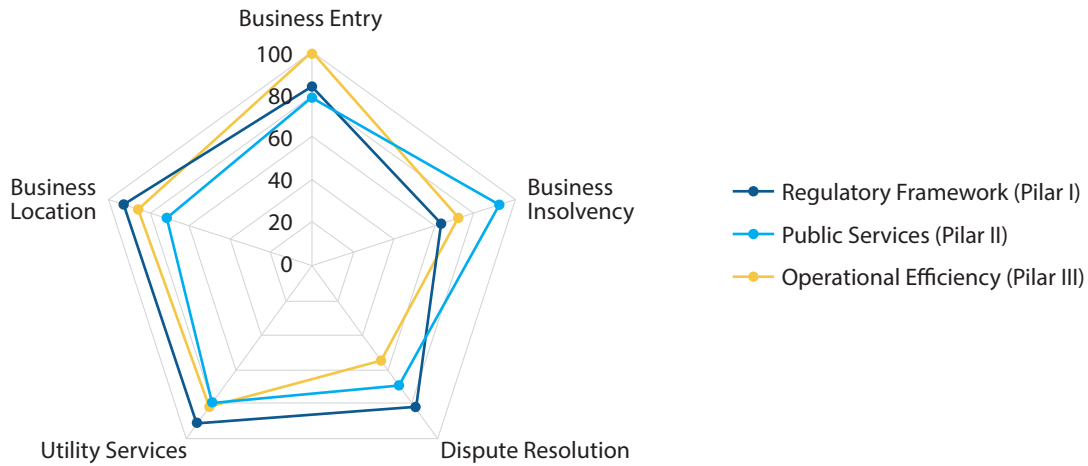 Business Entry
100
80
60
40
20
0
Business
Location
Business
Insolvency
Utility Services
Dispute Resolution
Regulatory Framework (Pilar I)
Public Services (Pilar II)
Operational Efficiency (Pilar III)